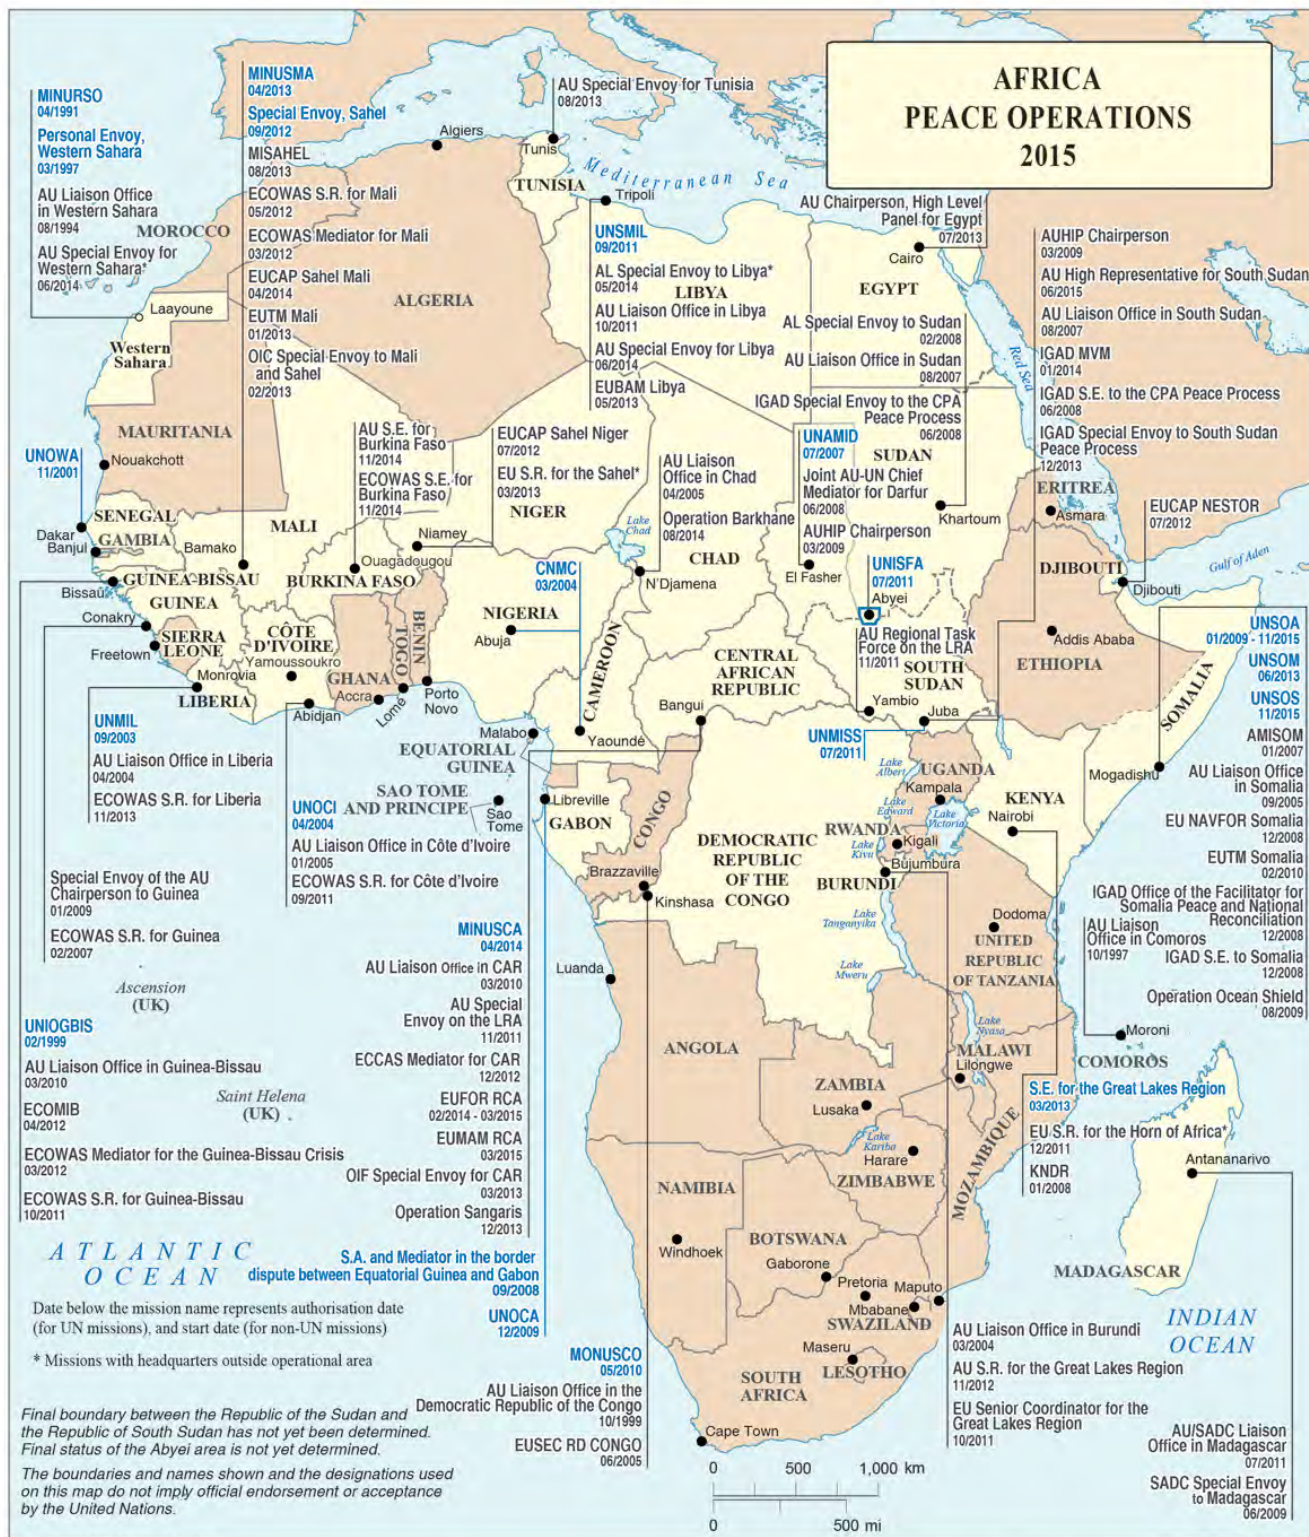 AFRICA
PEACE OPERATIONS
2015
MINURSO
04/1991
Personal Envoy,
Western Sahara
03/1997
AU Liaison Office
in Western Sahara
08/1994
AU Special Envoy for
Western Sahara*
06/2014
MOROCCO
Laayoune
Western
Sahara
MINUSMA
04/2013
Special Envoy, Sahel
09/2012
MISAHEL
08/2013
ECOWAS S.R. for Mali
05/2012
ECOWAS Mediator for Mali
03/2012
EUCAP Sahel Mali
04/2014
EUTM Mali
01/2013
OIC Special Envoy to Mali
and Sahel
02/2013
AU Special Envoy for Tunisia
08/2013
Algiers
Tunis
TUNISIA
Mediterranean Sea
Tripoli
ALGERIA
UNSMIL
09/2011
AL Special Envoy to Libya*
05/2014
LIBYA
AU Liaison Office in Libya
10/2011
AU Special Envoy for Libya
06/2014
EUBAM Libya
05/2013
AU Chairperson, High Level
Panel for Egypt
07/2013
Cairo
EGYPT
AL Special Envoy to Sudan
02/2008
AU Liaison Office in Sudan
08/2007
IGAD Special Envoy to the CPA
Peace Process
06/2008
Red Sea
AUHIP Chairperson
03/2009
AU High Representative for South Sudan
06/2015
AU Liaison Office in South Sudan
08/2007
IGAD MVM
01/2014
IGAD S.E. to the CPA Peace Process
06/2008
IGAD Special Envoy to South Sudan
Peace Process
12/2013
MAURITANIA
Nouakchott
UNOWA
11/2001
SENEGAL
Dakar
Banjul
GAMBIA
MALI
Bamako
AU S.E. for
Burkina Faso
11/2014
ECOWAS S.E. for
Burkina Faso
11/2014
EUCAP Sahel Niger
07/2012
EU S.R. for the Sahel*
03/2013
NIGER
Niamey
Ouagadougou
BURKINA FASO
AU Liaison
Office in Chad
04/2005
Operation Barkhane
08/2014
Lake
Chad
CHAD
N'Djamena
UNAMID
07/2007
SUDAN
Joint AU-UN Chief
Mediator for Darfur
06/2008
AUHIP Chairperson
03/2009
El Fasher
Khartoum
ERITREA
Asmara
EUCAP NESTOR
07/2012
Gulf of Aden
DJIBOUTI
Djibouti
UNISFA
07/2011
Abyei
AU Regional Task
Force on the LRA
11/2011
SOUTH
SUDAN
Yambio
Juba
UNMISS
07/2011
Addis Ababa
ETHIOPIA
SOMALIA
Mogadishu
UNSOA
01/2009 - 11/2015
UNSOM
06/2013
UNSOS
11/2015
AMISOM
01/2007
AU Liaison Office
in Somalia
09/2005
EU NAVFOR Somalia
12/2008
EUTM Somalia
02/2010
IGAD Office of the Facilitator for
Somalia Peace and National
Reconciliation
12/2008
IGAD S.E. to Somalia
12/2008
Operation Ocean Shield
08/2009
GUINEA-BISSAU
Bissau
GUINEA
Conakry
SIERRA
LEONE
Freetown
Monrovia
LIBERIA
CÔTE
D'IVOIRE
Yamoussoukro
Abidjan
GHANA
Accra
TOGO
Lomé
BENIN
Porto
Novo
NIGERIA
Abuja
CNMC
03/2004
CAMEROON
Yaoundé
CENTRAL
AFRICAN
REPUBLIC
Bangui
Malabo
EQUATORIAL
GUINEA
SAO TOME
AND PRINCIPE
Sao
Tome
Libreville
GABON
CONGO
Brazzaville
Kinshasa
DEMOCRATIC
REPUBLIC
OF THE
CONGO
Lake
Albert
UGANDA
Kampala
Lake
Edward
Lake
Victoria
RWANDA
Kigali
Lake
Kivu
Bujumbura
BURUNDI
KENYA
Nairobi
Lake
Tanganyika
Lake
Mweru
Dodoma
UNITED
REPUBLIC
OF TANZANIA
AU Liaison
Office in Comoros
10/1997
Moroni
COMOROS
UNMIL
09/2003
AU Liaison Office in Liberia
04/2004
ECOWAS S.R. for Liberia
11/2013
UNOCI
04/2004
AU Liaison Office in Côte d'Ivoire
01/2005
ECOWAS S.R. for Côte d'Ivoire
09/2011
Special Envoy of the AU
Chairperson to Guinea
01/2009
ECOWAS S.R. for Guinea
02/2007
Ascension
(UK)
UNIOGBIS
02/1999
AU Liaison Office in Guinea-Bissau
03/2010
ECOMIB
04/2012
ECOWAS Mediator for the Guinea-Bissau Crisis
03/2012
ECOWAS S.R. for Guinea-Bissau
10/2011
Saint Helena
(UK)
MINUSCA
04/2014
AU Liaison Office in CAR
03/2010
AU Special
Envoy on the LRA
11/2011
ECCAS Mediator for CAR
12/2012
EUFOR RCA
02/2014 - 03/2015
EUMAM RCA
03/2015
OIF Special Envoy for CAR
03/2013
Operation Sangaris
12/2013
S.A. and Mediator in the border
dispute between Equatorial Guinea and Gabon
09/2008
UNOCA
12/2009
MONUSCO
05/2010
AU Liaison Office in the
Democratic Republic of the Congo
10/1999
EUSEC RD CONGO
06/2005
Luanda
ANGOLA
ZAMBIA
Lusaka
Lake
Nyasa
MALAWI
Lilongwe
Lake
Kariba
Harare
ZIMBABWE
MOZAMBIQUE
NAMIBIA
Windhoek
BOTSWANA
Gaborone
Pretoria
Maputo
Mbabane
SWAZILAND
Maseru
LESOTHO
SOUTH
AFRICA
Cape Town
S.E. for the Great Lakes Region
03/2013
EU S.R. for the Horn of Africa*
12/2011
KNDR
01/2008
Antananarivo
MADAGASCAR
AU Liaison Office in Burundi
03/2004
AU S.R. for the Great Lakes Region
11/2012
EU Senior Coordinator for the
Great Lakes Region
10/2011
AU/SADC Liaison
Office in Madagascar
07/2011
SADC Special Envoy
to Madagascar
06/2009
INDIAN
OCEAN
ATLANTIC
OCEAN
Date below the mission name represents authorisation date
(for UN missions), and start date (for non-UN missions)
* Missions with headquarters outside operational area
Final boundary between the Republic of the Sudan and
the Republic of South Sudan has not yet been determined.
Final status of the Abyei area is not yet determined.
The boundaries and names shown and the designations used
on this map do not imply official endorsement or acceptance
by the United Nations.
0 500 1,000 km
0 500 mi